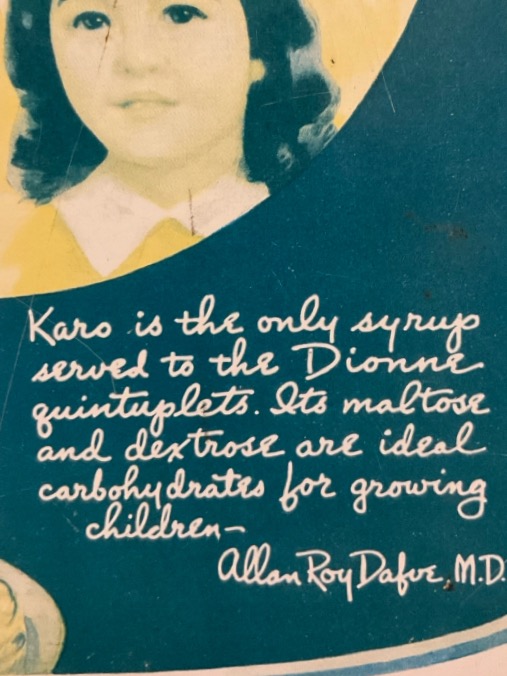 Karo is the only syrup
served to the Dionne
quintuplets. Its maltose
and dextrose are ideal
carbohydrates for growing
children–
Allan Roy Dafoe, M.D.